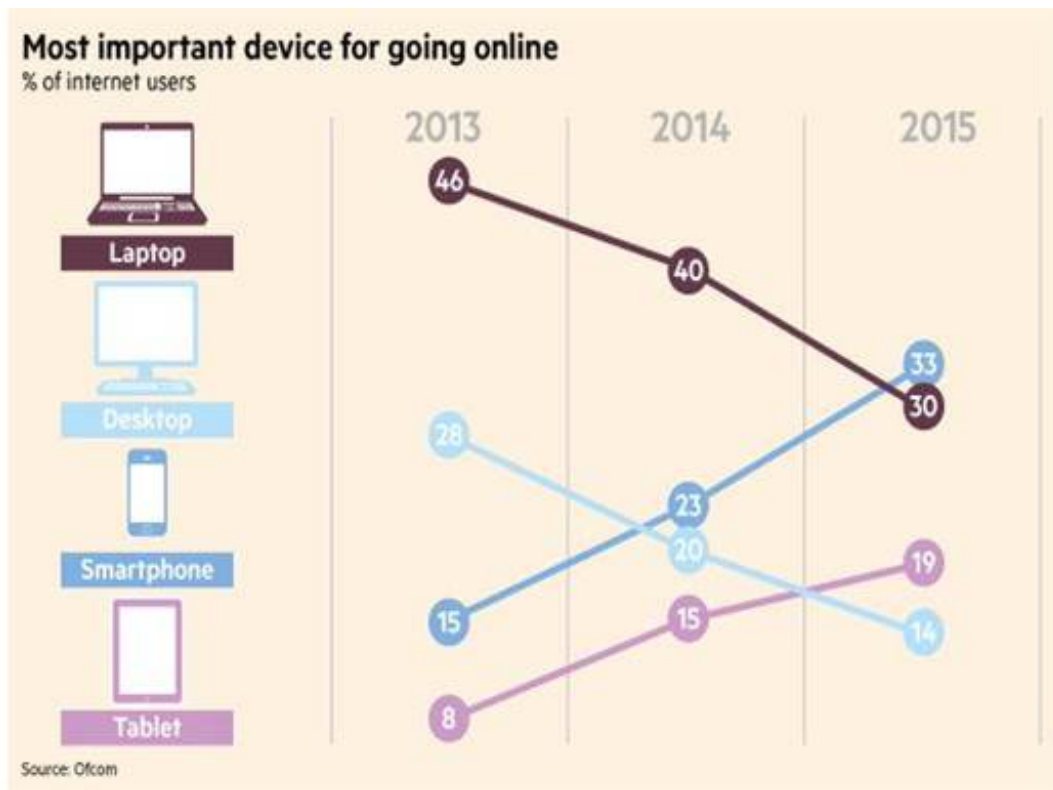 Most important device for going online
% of internet users
2013 2014 2015
46
Laptop
40
33
30
Desktop
28
23
20
Smartphone
19
15
15
14
Tablet
8
Source: Ofcom